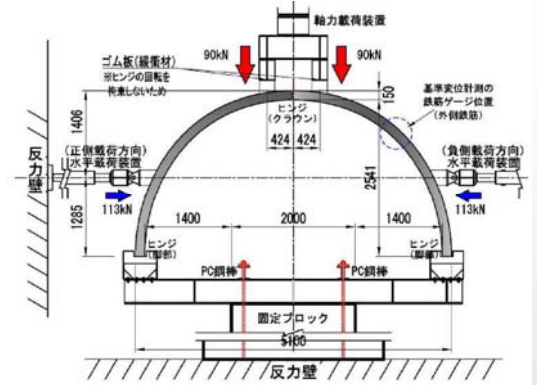 軸力載荷装置
90kN
90kN
ゴム板(緩衝材)
※ヒンジの回転を
拘束しないため
ヒンジ
(クラウン)
424
424
150
基準変位計測の
鉄筋ゲージ位置
(外側鉄筋)
1406
反力壁
(正側載荷方向)
水平載荷装置
(負側載荷方向)
水平載荷装置
113kN
113kN
2541
1285
1400
2000
1400
ヒンジ
(脚部)
ヒンジ
(脚部)
PC鋼棒
PC鋼棒
固定ブロック
5100
反力壁